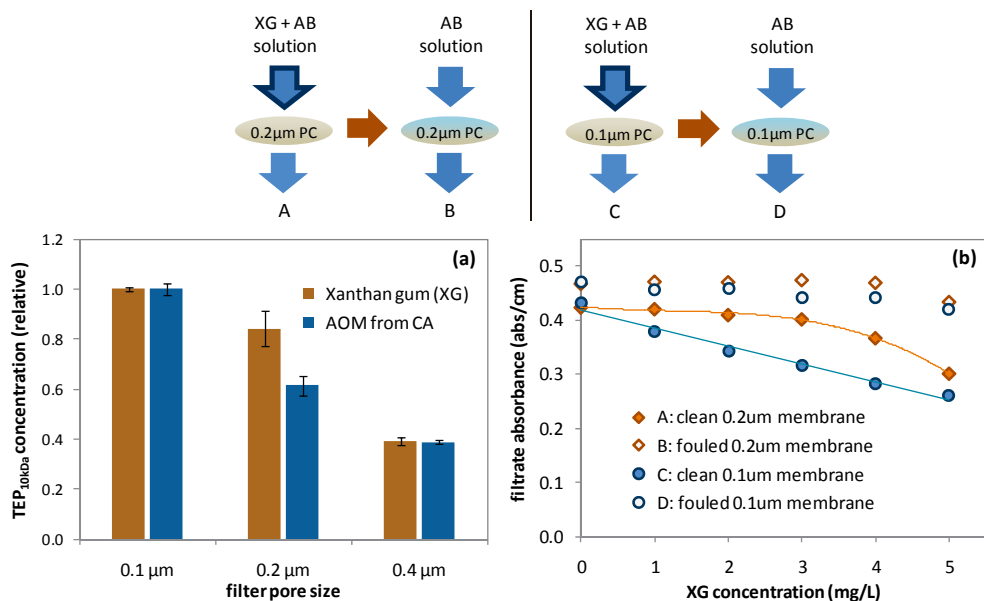 XG + AB
solution
AB
solution
XG + AB
solution
AB
solution
0.2µm PC
0.2µm PC
0.1µm PC
0.1µm PC
A
B
C
D
(a)
TEP10kDa concentration (relative)
1.2
1.0
0.8
0.6
0.4
0.2
0.0
Xanthan gum (XG)
AOM from CA
0.1 µm
0.2 µm
0.4 µm
filter pore size
(b)
filtrate absorbance (abs/cm)
0.5
0.4
0.3
0.2
0.1
0.0
A: clean 0.2um membrane
B: fouled 0.2um membrane
C: clean 0.1um membrane
D: fouled 0.1um membrane
0
1
2
3
4
5
XG concentration (mg/L)